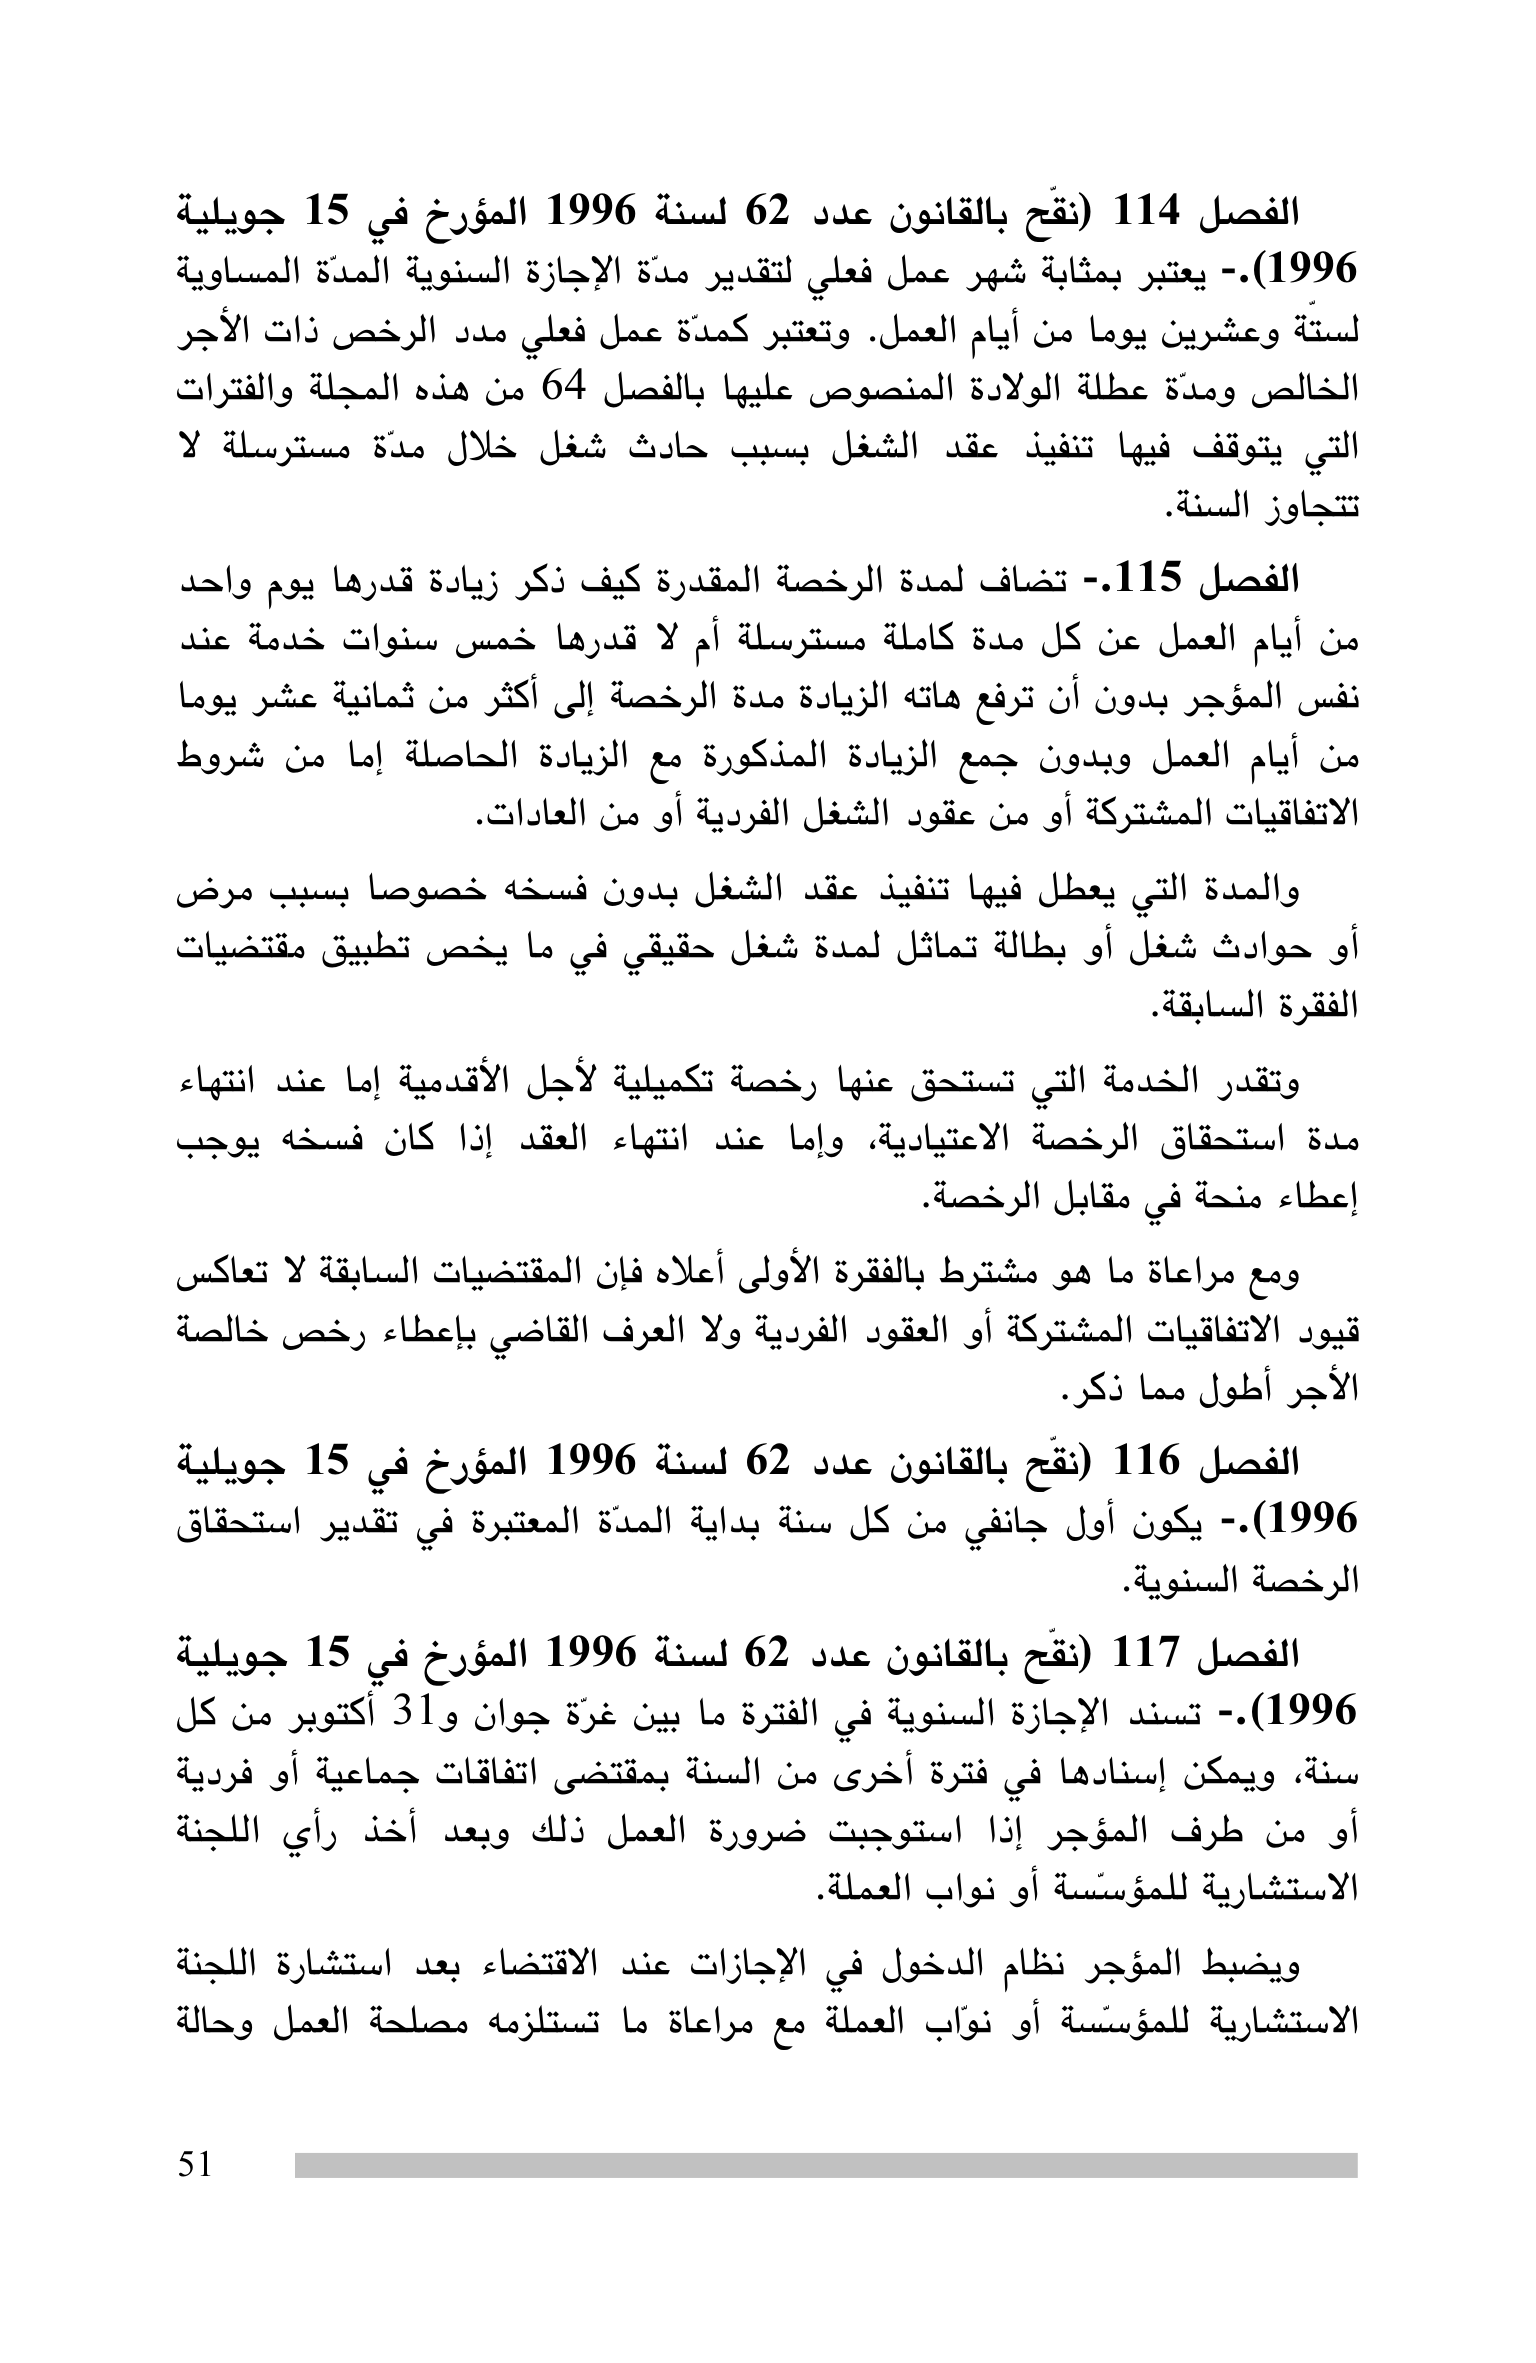 الفصل 114 (نقّح بالقانون عدد 62 لسنة 1996 المؤرخ في 15 جويلية
1996).- يعتبر بمثابة شهر عمل فعلي لتقدير مدّة الإجازة السنوية المدّة المساوية
لستّة وعشرين يوما من أيام العمل. وتعتبر كمدّة عمل فعلي مدد الرخص ذات الأجر
الخالص ومدّة عطلة الولادة المنصوص عليها بالفصل 64 من هذه المجلة والفترات
التي يتوقف فيها تنفيذ عقد الشغل بسبب حادث شغل خلال مدّة مسترسلة لا
تتجاوز السنة.
الفصل 115.- تضاف لمدة الرخصة المقدرة كيف ذكر زيادة قدرها يوم واحد
من أيام العمل عن كل مدة كاملة مسترسلة أم لا قدرها خمس سنوات خدمة عند
نفس المؤجر بدون أن ترفع هاته الزيادة مدة الرخصة إلى أكثر من ثمانية عشر يوما
من أيام العمل وبدون جمع الزيادة المذكورة مع الزيادة الحاصلة إما من شروط
الاتفاقيات المشتركة أو من عقود الشغل الفردية أو من العادات.
والمدة التي يعطل فيها تنفيذ عقد الشغل بدون فسخه خصوصا بسبب مرض
أو حوادث شغل أو بطالة تماثل لمدة شغل حقيقي في ما يخص تطبيق مقتضيات
الفقرة السابقة.
وتقدر الخدمة التي تستحق عنها رخصة تكميلية لأجل الأقدمية إما عند انتهاء
مدة استحقاق الرخصة الاعتيادية، وإما عند انتهاء العقد إذا كان فسخه يوجب
إعطاء منحة في مقابل الرخصة.
ومع مراعاة ما هو مشترط بالفقرة الأولى أعلاه فإن المقتضيات السابقة لا تعاكس
قيود الاتفاقيات المشتركة أو العقود الفردية ولا العرف القاضي بإعطاء رخص خالصة
الأجر أطول مما ذكر.
الفصل 116 (نقّح بالقانون عدد 62 لسنة 1996 المؤرخ في 15 جويلية
1996).- يكون أول جانفي من كل سنة بداية المدّة المعتبرة في تقدير استحقاق
الرخصة السنوية.
الفصل 117 (نقّح بالقانون عدد 62 لسنة 1996 المؤرخ في 15 جويلية
1996).- تسند الإجازة السنوية في الفترة ما بين غرّة جوان و31 أكتوبر من كل
سنة، ويمكن إسنادها في فترة أخرى من السنة بمقتضى اتفاقات جماعية أو فردية
أو من طرف المؤجر إذا استوجبت ضرورة العمل ذلك وبعد أخذ رأي اللجنة
الاستشارية للمؤسّسة أو نواب العملة.
ويضبط المؤجر نظام الدخول في الإجازات عند الاقتضاء بعد استشارة اللجنة
الاستشارية للمؤسّسة أو نوّاب العملة مع مراعاة ما تستلزمه مصلحة العمل وحالة
51